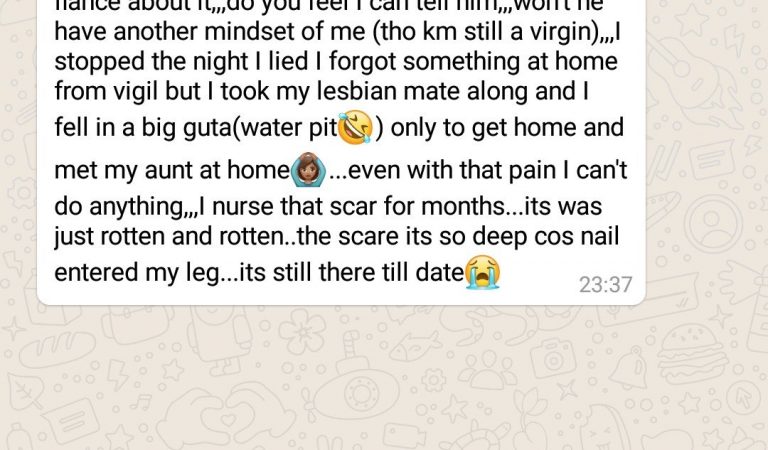 fiance about it,,,do you feel I can tell him,,,won't he
have another mindset of me (tho km still a virgin),,,I
stopped the night I lied I forgot something at home
from vigil but I took my lesbian mate along and I
fell in a big guta(water pit🤣) only to get home and
met my aunt at home🙆🏾‍♀️...even with that pain I can't
do anything,,,I nurse that scar for months...its was
just rotten and rotten..the scare its so deep cos nail
entered my leg...its still there till date😭
23:37